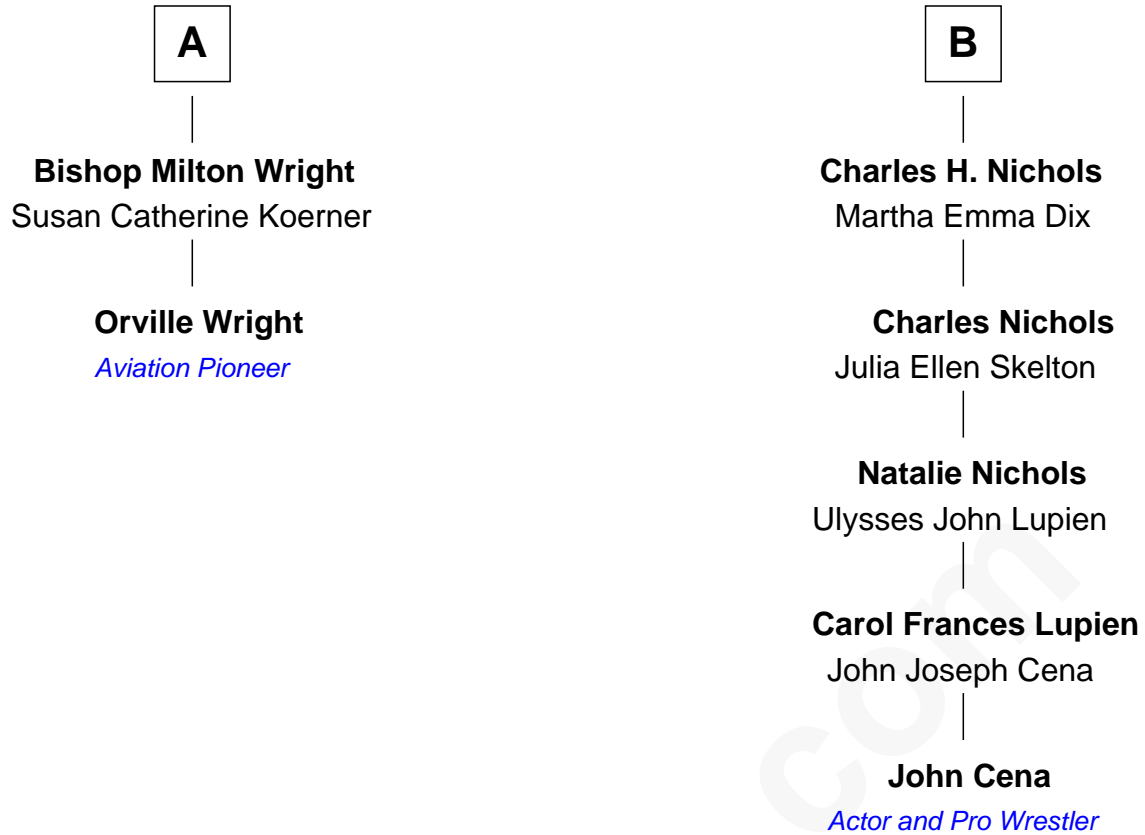 A
Bishop Milton Wright
Susan Catherine Koerner
Orville Wright
Aviation Pioneer
B
Charles H. Nichols
Martha Emma Dix
Charles Nichols
Julia Ellen Skelton
Natalie Nichols
Ulysses John Lupien
Carol Frances Lupien
John Joseph Cena
John Cena
Actor and Pro Wrestler
com